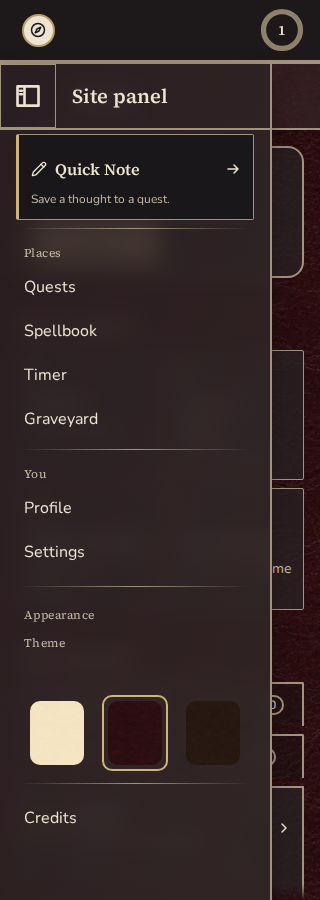 1
Site panel
Quick Note
Save a thought to a quest.
Places
Quests
Spellbook
Timer
Graveyard
You
Profile
Settings
me
Appearance
Theme
Credits